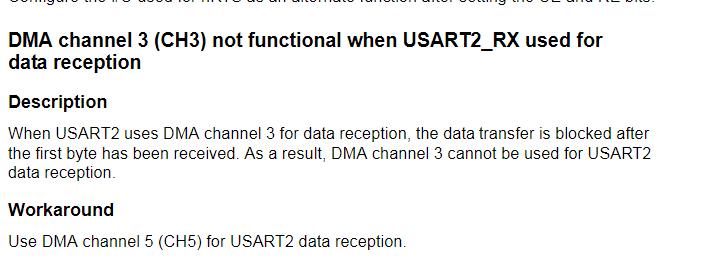 DMA channel 3 (CH3) not functional when USART2_RX used for
data reception
Description
When USART2 uses DMA channel 3 for data reception, the data transfer is blocked after
the first byte has been received. As a result, DMA channel 3 cannot be used for USART2
data reception.
Workaround
Use DMA channel 5 (CH5) for USART2 data reception.